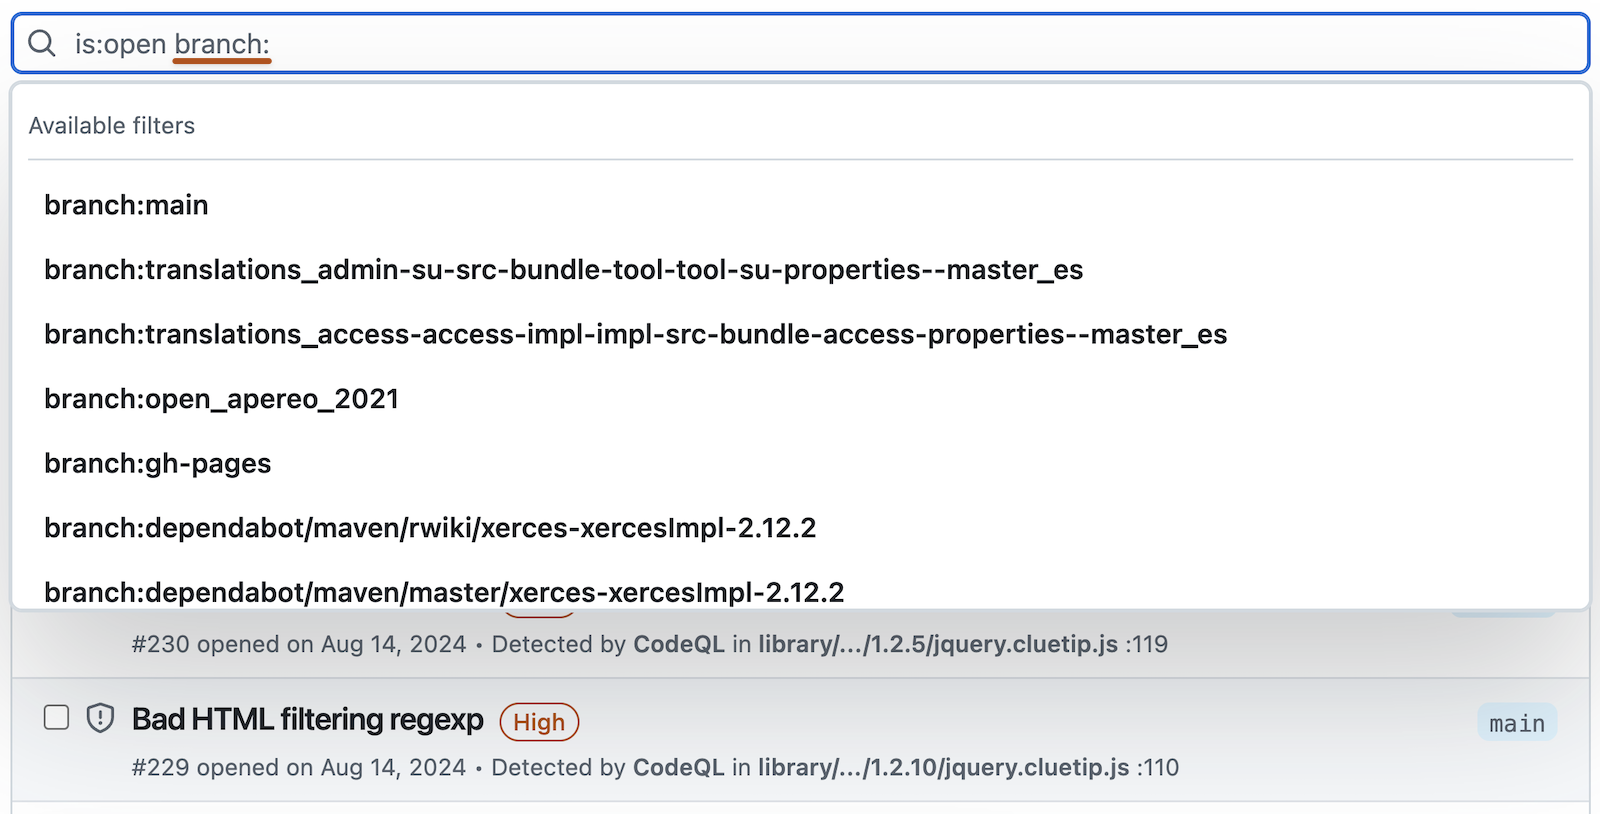 is:open branch:
Available filters
branch:main
branch:translations_admin-su-src-bundle-tool-tool-su-properties--master_es
branch:translations_access-access-impl-impl-src-bundle-access-properties--master_es
branch:open_apereo_2021
branch:gh-pages
branch:dependabot/maven/rwiki/xerces-xercesImpl-2.12.2
branch:dependabot/maven/master/xerces-xercesImpl-2.12.2
#230 opened on Aug 14, 2024 • Detected by CodeQL in library/.../1.2.5/jquery.cluetip.js :119
Bad HTML filtering regexp High main
#229 opened on Aug 14, 2024 • Detected by CodeQL in library/.../1.2.10/jquery.cluetip.js :110